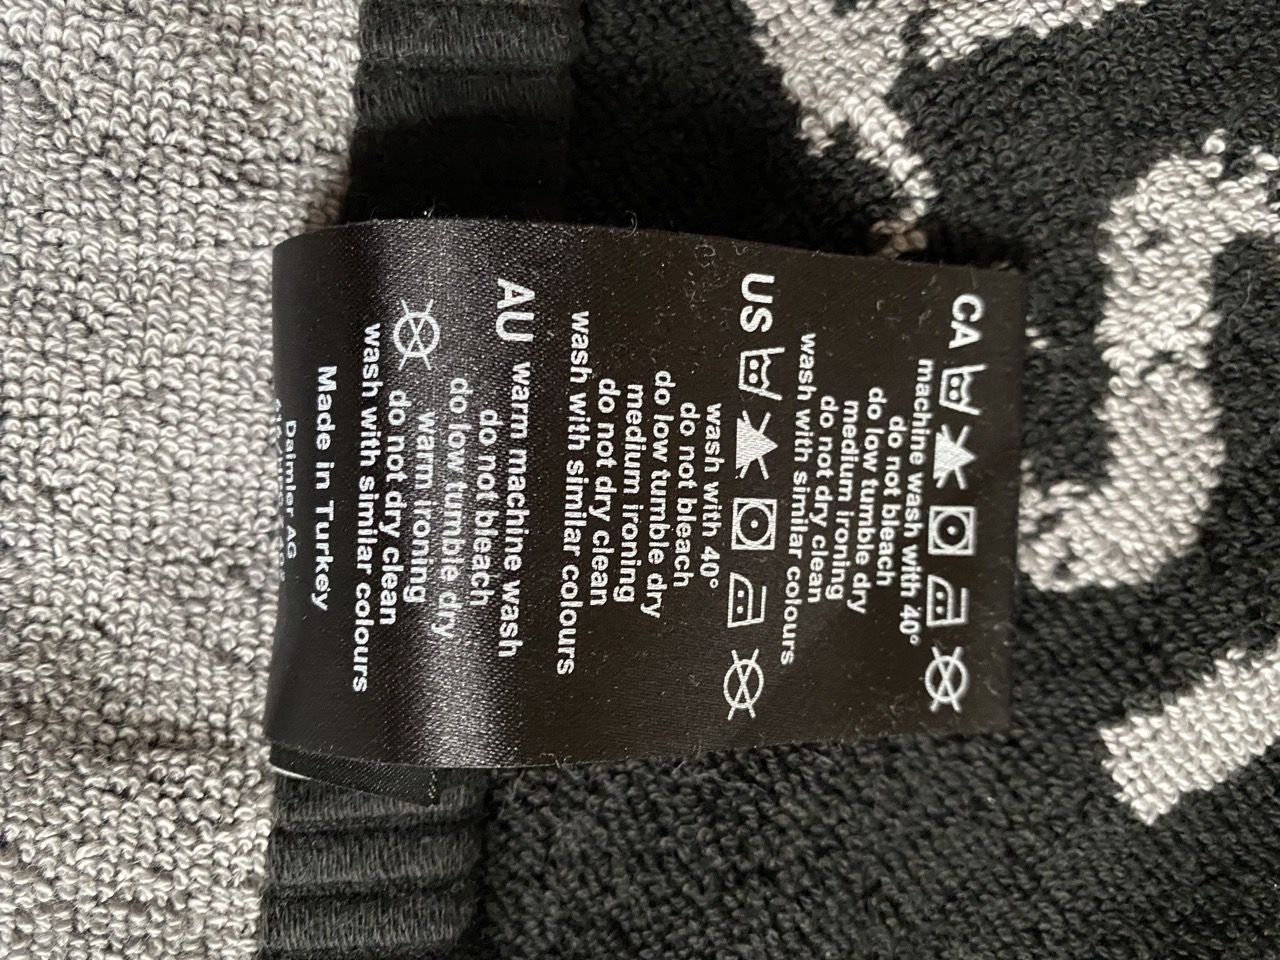 CA
machine wash with 40°
do not bleach
do low tumble dry
medium ironing
do not dry clean
wash with similar colours
US
wash with 40°
do not bleach
do low tumble dry
medium ironing
do not dry clean
wash with similar colours
AU warm machine wash
do not bleach
do low tumble dry
warm ironing
do not dry clean
wash with similar colours
Made in Turkey
Daimler AG